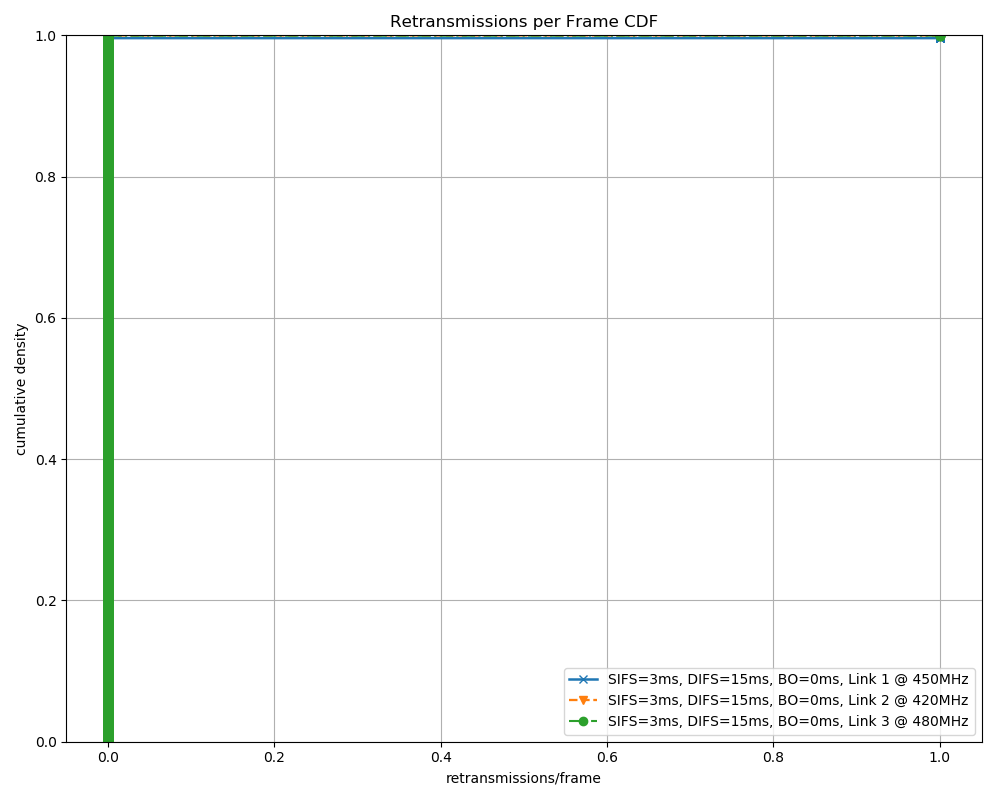 Retransmissions per Frame CDF
1.0
0.8
0.6
0.4
0.2
0.0
cumulative density
SIFS=3ms, DIFS=15ms, BO=0ms, Link 1 @ 450MHz
SIFS=3ms, DIFS=15ms, BO=0ms, Link 2 @ 420MHz
SIFS=3ms, DIFS=15ms, BO=0ms, Link 3 @ 480MHz
0.0 0.2 0.4 0.6 0.8 1.0
retransmissions/frame